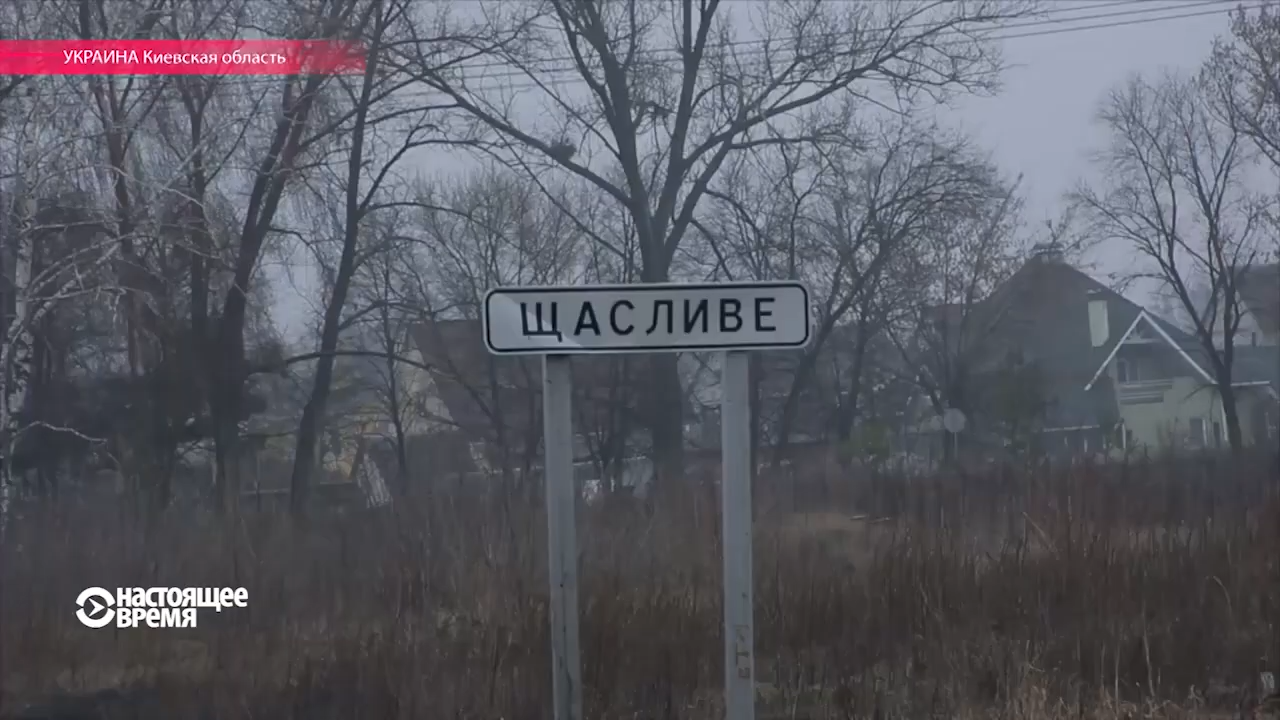 УКРАИНА Киевская область
ЩАСЛИВЕ
НАСТОЯЩЕЕ
ВРЕМЯ